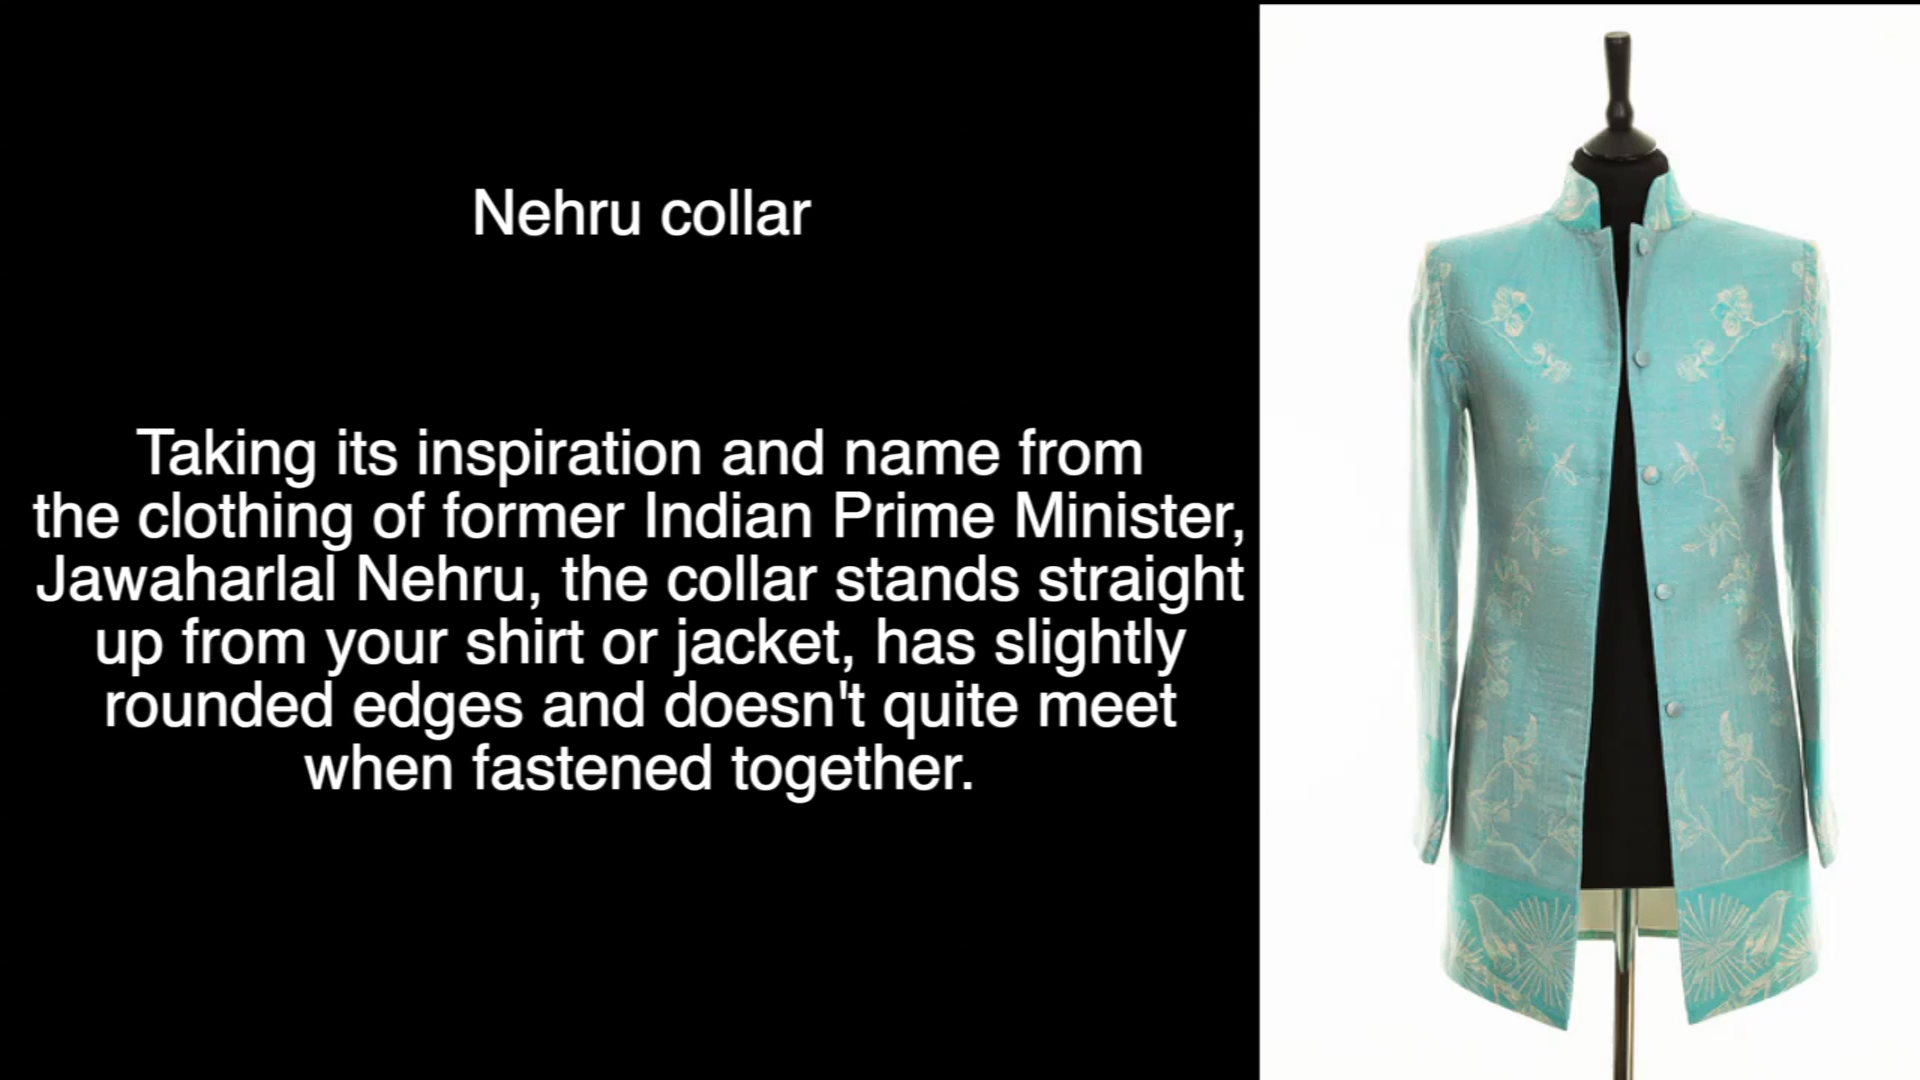 Nehru collar
Taking its inspiration and name from
the clothing of former Indian Prime Minister,
Jawaharlal Nehru, the collar stands straight
up from your shirt or jacket, has slightly
rounded edges and doesn't quite meet
when fastened together.